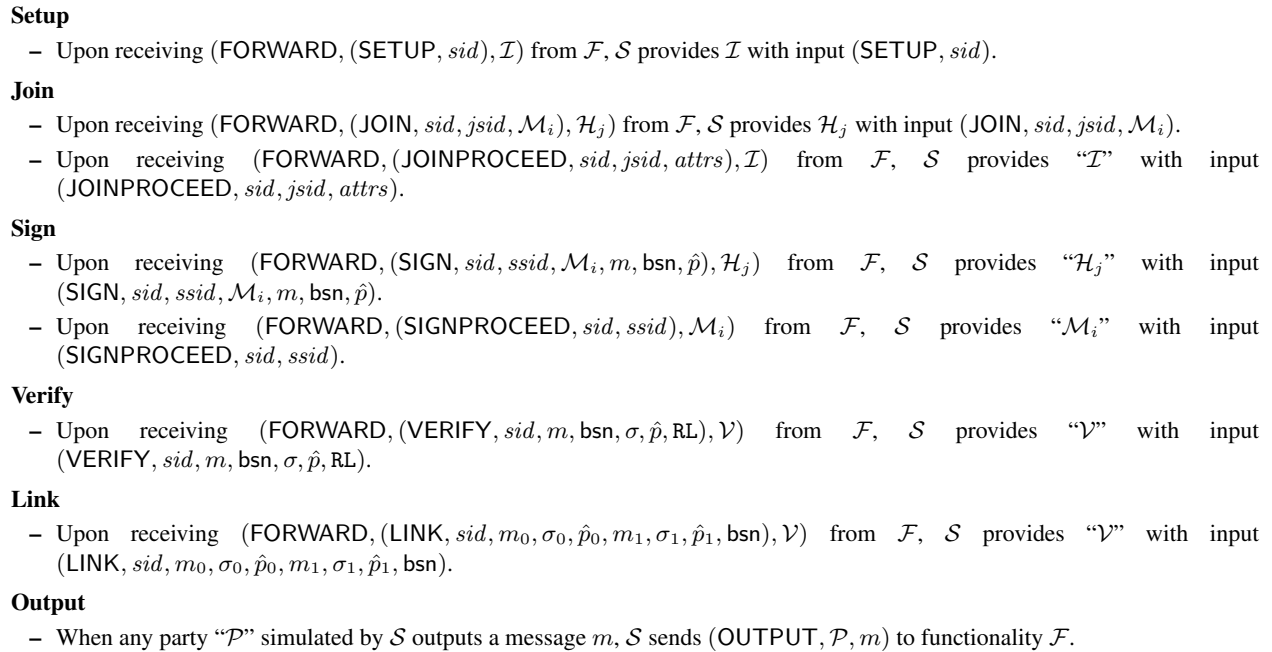 Setup
– Upon receiving (FORWARD, (SETUP, sid), ℐ) from ℱ, 𝒮 provides ℐ with input (SETUP, sid).
Join
– Upon receiving (FORWARD, (JOIN, sid, jsid, ℳᵢ), ℋⱼ) from ℱ, 𝒮 provides ℋⱼ with input (JOIN, sid, jsid, ℳᵢ).
– Upon receiving (FORWARD, (JOINPROCEED, sid, jsid, attrs), ℐ) from ℱ, 𝒮 provides “ℐ” with input
(JOINPROCEED, sid, jsid, attrs).
Sign
– Upon receiving (FORWARD, (SIGN, sid, ssid, ℳᵢ, m, bsn, p̂), ℋⱼ) from ℱ, 𝒮 provides “ℋⱼ” with input
(SIGN, sid, ssid, ℳᵢ, m, bsn, p̂).
– Upon receiving (FORWARD, (SIGNPROCEED, sid, ssid), ℳᵢ) from ℱ, 𝒮 provides “ℳᵢ” with input
(SIGNPROCEED, sid, ssid).
Verify
– Upon receiving (FORWARD, (VERIFY, sid, m, bsn, σ, p̂, RL), 𝒱) from ℱ, 𝒮 provides “𝒱” with input
(VERIFY, sid, m, bsn, σ, p̂, RL).
Link
– Upon receiving (FORWARD, (LINK, sid, m₀, σ₀, p̂₀, m₁, σ₁, p̂₁, bsn), 𝒱) from ℱ, 𝒮 provides “𝒱” with input
(LINK, sid, m₀, σ₀, p̂₀, m₁, σ₁, p̂₁, bsn).
Output
– When any party “𝒫” simulated by 𝒮 outputs a message m, 𝒮 sends (OUTPUT, 𝒫, m) to functionality ℱ.